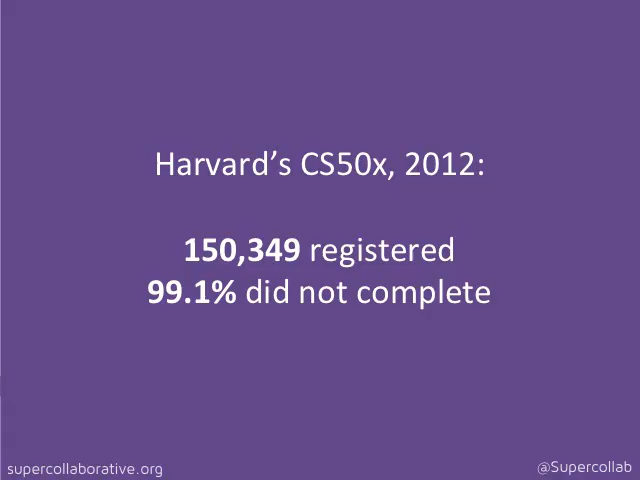 Harvard’s CS50x, 2012:
150,349 registered
99.1% did not complete
supercollaborative.org
@Supercollab